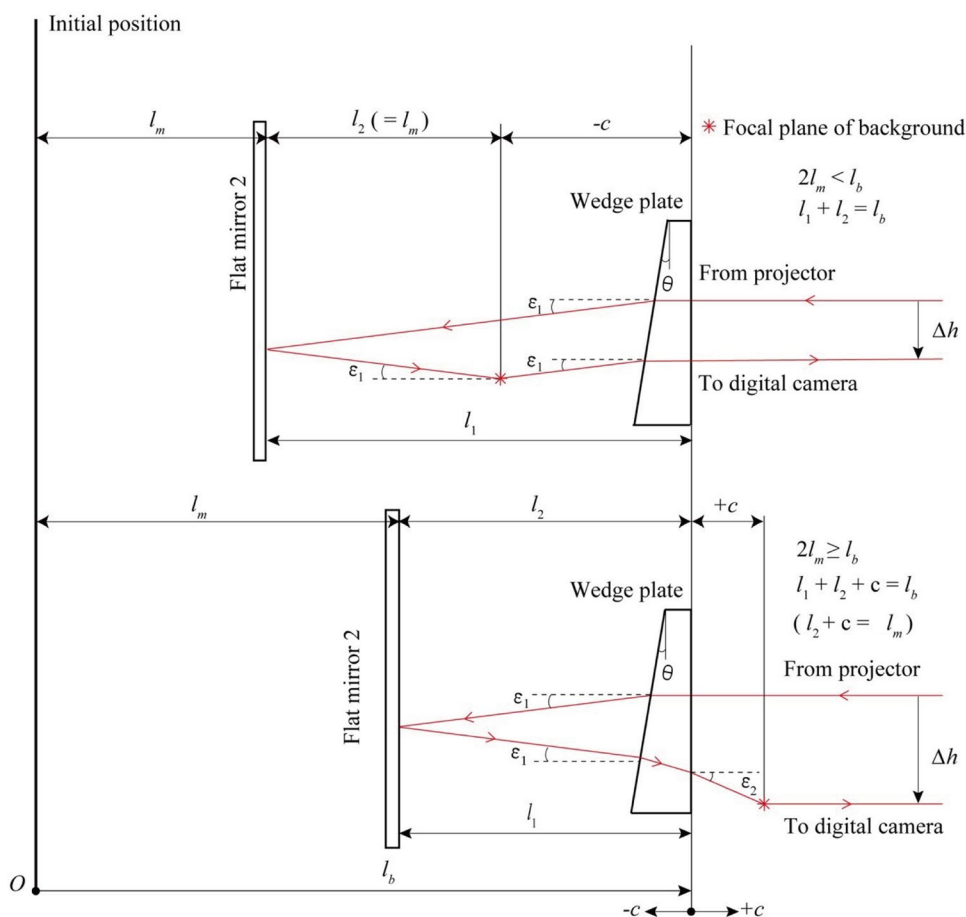 Initial position
l_m
l_2 ( = l_m )
-c
* Focal plane of background
2l_m < l_b
l_1 + l_2 = l_b
Flat mirror 2
Wedge plate
θ
From projector
ε_1
Δh
ε_1
ε_1
To digital camera
l_1
l_m
l_2
+c
2l_m ≥ l_b
l_1 + l_2 + c = l_b
( l_2 + c = l_m )
Flat mirror 2
Wedge plate
θ
From projector
ε_1
ε_1
ε_2
Δh
To digital camera
l_1
l_b
O
-c
+c